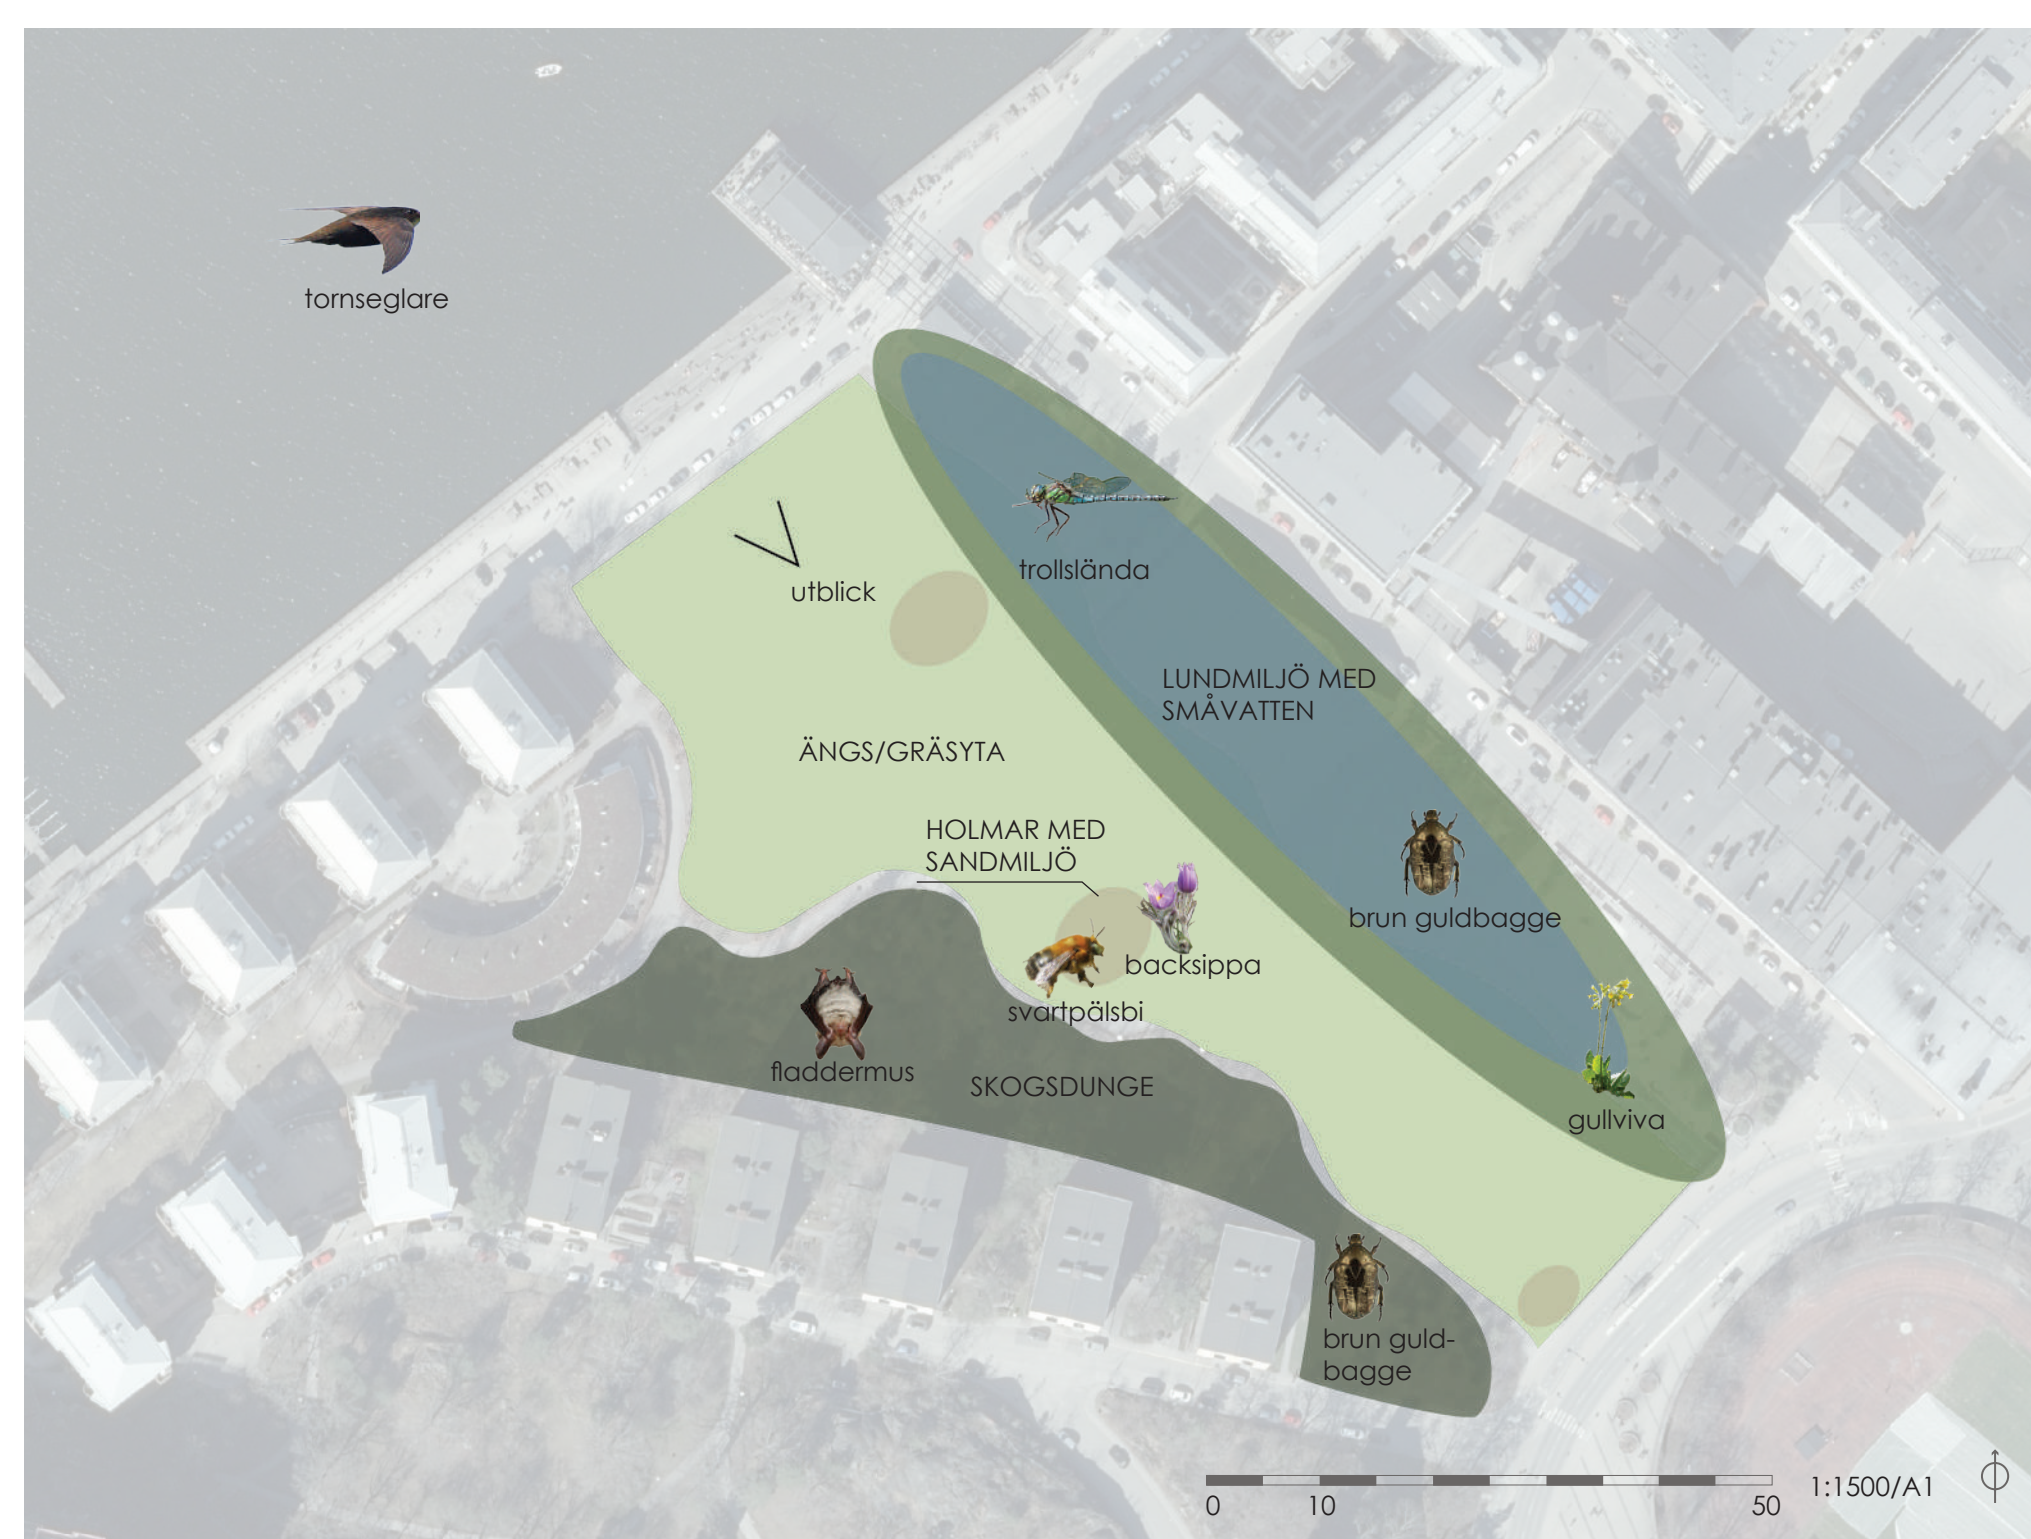 tornseglare
trollslända
utblick
LUNDMILJÖ MED
SMÅVATTEN
ÄNGS/GRÄSYTA
HOLMAR MED
SANDMILJÖ
brun guldbagge
backsippa
svartpälsbi
fladdermus
SKOGSDUNGE
gullviva
brun guld-
bagge
0 10 50
1:1500/A1